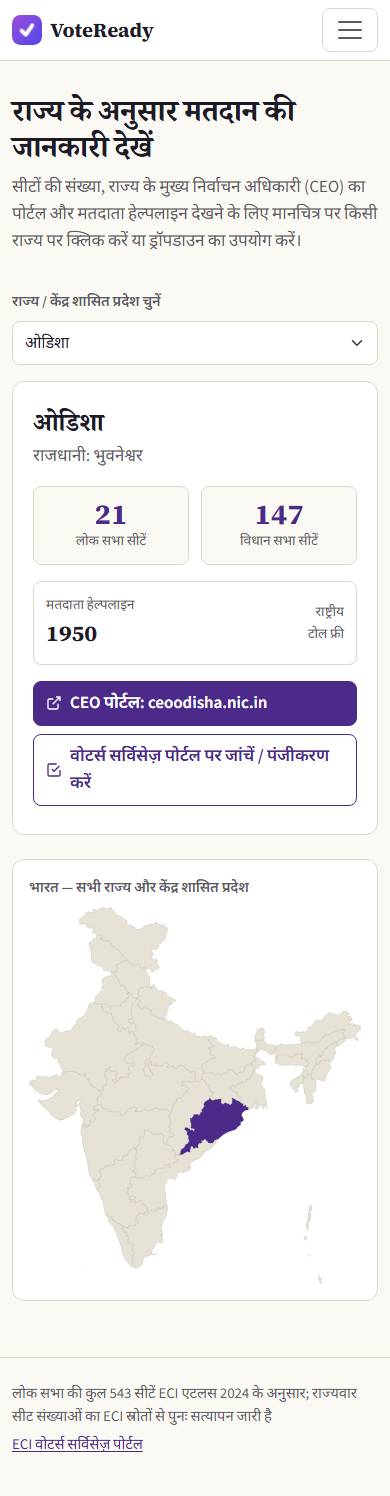 VoteReady
राज्य के अनुसार मतदान की
जानकारी देखें
सीटों की संख्या, राज्य के मुख्य निर्वाचन अधिकारी (CEO) का
पोर्टल और मतदाता हेल्पलाइन देखने के लिए मानचित्र पर किसी
राज्य पर क्लिक करें या ड्रॉपडाउन का उपयोग करें।
राज्य / केंद्र शासित प्रदेश चुनें
ओडिशा
ओडिशा
राजधानी: भुवनेश्वर
21
लोक सभा सीटें
147
विधान सभा सीटें
मतदाता हेल्पलाइन
1950
राष्ट्रीय
टोल फ्री
CEO पोर्टल: ceoodisha.nic.in
वोटर्स सर्विसेज़ पोर्टल पर जांचें / पंजीकरण
करें
भारत — सभी राज्य और केंद्र शासित प्रदेश
लोक सभा की कुल 543 सीटें ECI एटलस 2024 के अनुसार; राज्यवार
सीट संख्याओं का ECI स्रोतों से पुनः सत्यापन जारी है
ECI वोटर्स सर्विसेज़ पोर्टल